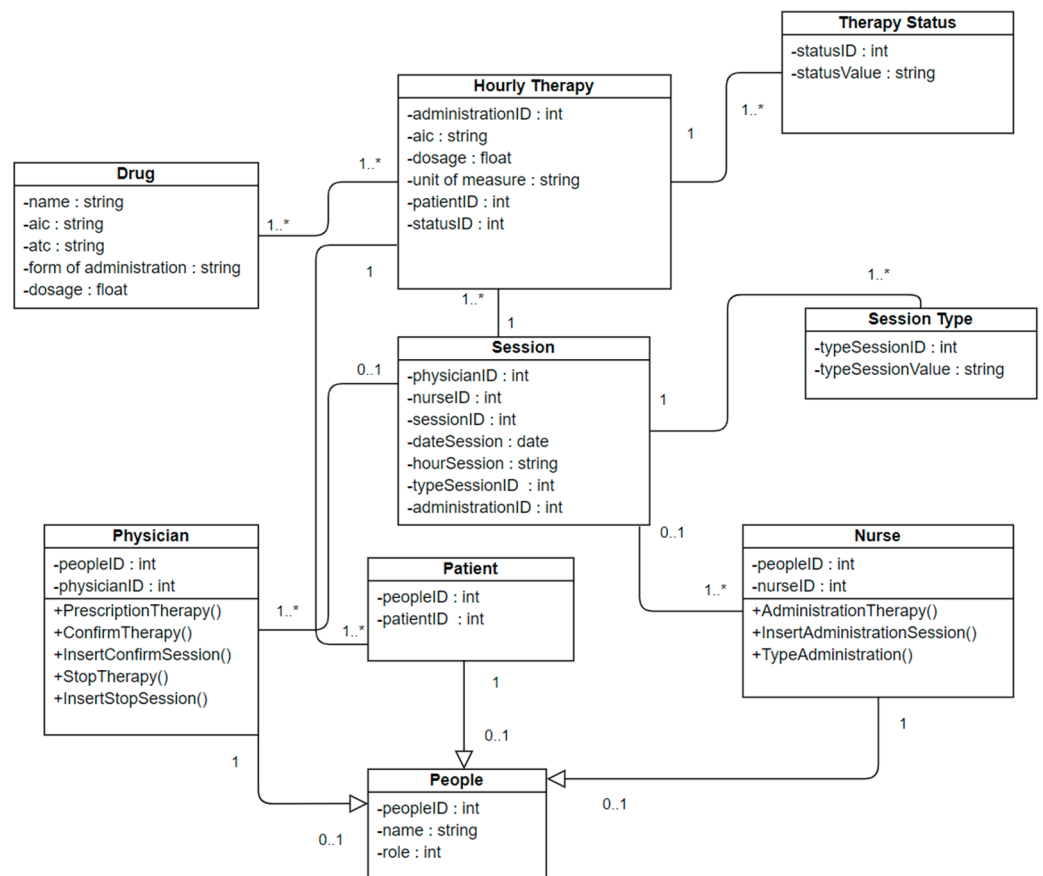 Therapy Status
-statusID : int
-statusValue : string
1..*
Hourly Therapy
-administrationID : int
-aic : string
-dosage : float
-unit of measure : string
-patientID : int
-statusID : int
1
1..*
Drug
-name : string
-aic : string
-atc : string
-form of administration : string
-dosage : float
1..*
1
1..*
1
1..*
Session Type
-typeSessionID : int
-typeSessionValue : string
Session
-physicianID : int
-nurseID : int
-sessionID : int
-dateSession : date
-hourSession : string
-typeSessionID : int
-administrationID : int
0..1
1
0..1
Physician
-peopleID : int
-physicianID : int
+PrescriptionTherapy()
+ConfirmTherapy()
+InsertConfirmSession()
+StopTherapy()
+InsertStopSession()
1..*
1..*
Patient
-peopleID : int
-patientID : int
1..*
Nurse
-peopleID : int
-nurseID : int
+AdministrationTherapy()
+InsertAdministrationSession()
+TypeAdministration()
1
0..1
1
0..1
1
0..1
People
-peopleID : int
-name : string
-role : int